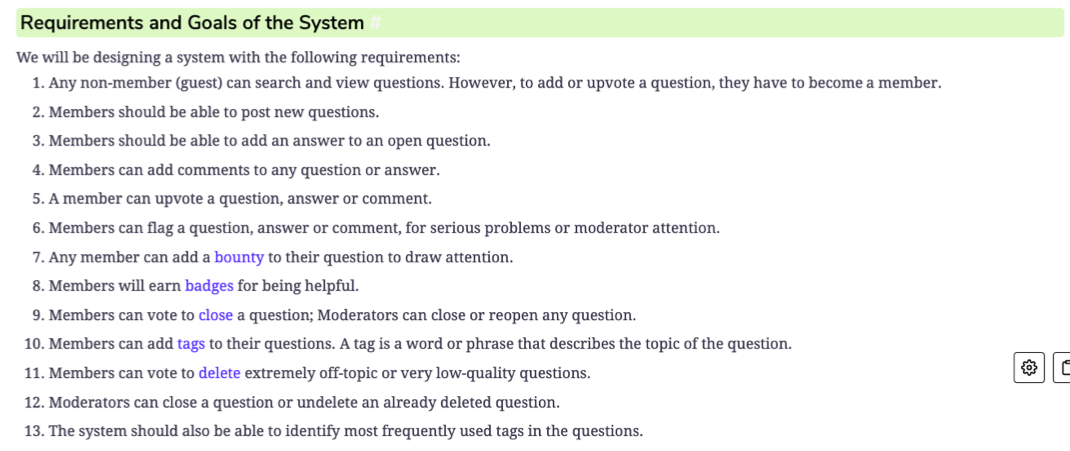 Requirements and Goals of the System #
We will be designing a system with the following requirements:
1. Any non-member (guest) can search and view questions. However, to add or upvote a question, they have to become a member.
2. Members should be able to post new questions.
3. Members should be able to add an answer to an open question.
4. Members can add comments to any question or answer.
5. A member can upvote a question, answer or comment.
6. Members can flag a question, answer or comment, for serious problems or moderator attention.
7. Any member can add a bounty to their question to draw attention.
8. Members will earn badges for being helpful.
9. Members can vote to close a question; Moderators can close or reopen any question.
10. Members can add tags to their questions. A tag is a word or phrase that describes the topic of the question.
11. Members can vote to delete extremely off-topic or very low-quality questions.
12. Moderators can close a question or undelete an already deleted question.
13. The system should also be able to identify most frequently used tags in the questions.